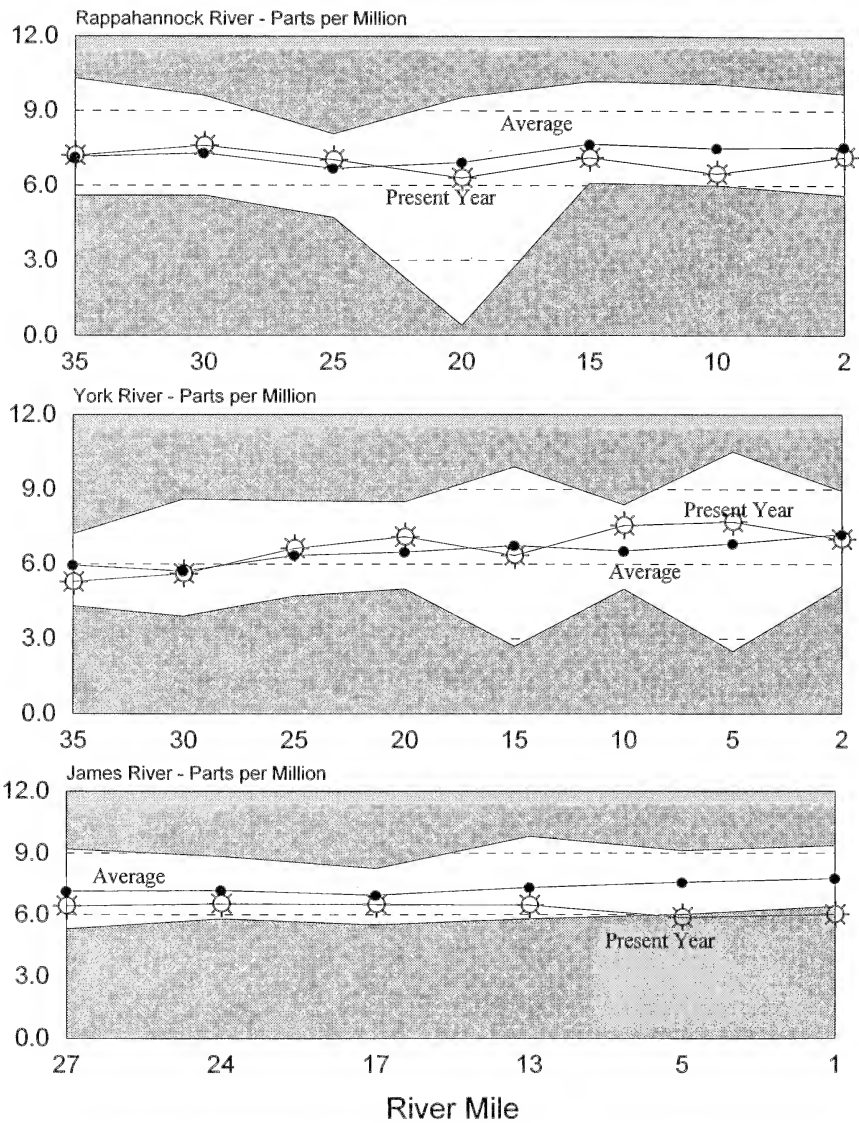 Rappahannock River - Parts per Million
12.0
9.0
Average
6.0
Present Year
3.0
0.0
35 30 25 20 15 10 2
York River - Parts per Million
12.0
9.0
Present Year
6.0
Average
3.0
0.0
35 30 25 20 15 10 5 2
James River - Parts per Million
12.0
9.0
Average
6.0
Present Year
3.0
0.0
27 24 17 13 5 1
River Mile